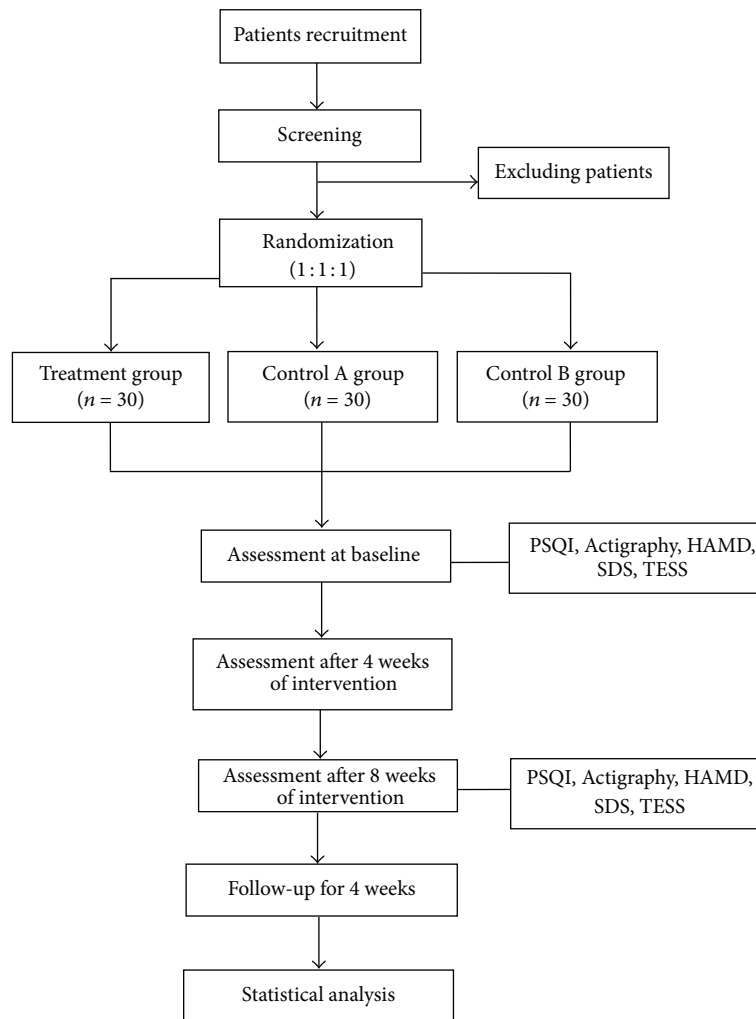 Patients recruitment
Screening
Excluding patients
Randomization
(1 : 1 : 1)
Treatment group
(n = 30)
Control A group
(n = 30)
Control B group
(n = 30)
Assessment at baseline
PSQI, Actigraphy, HAMD,
SDS, TESS
Assessment after 4 weeks
of intervention
Assessment after 8 weeks
of intervention
PSQI, Actigraphy, HAMD,
SDS, TESS
Follow-up for 4 weeks
Statistical analysis